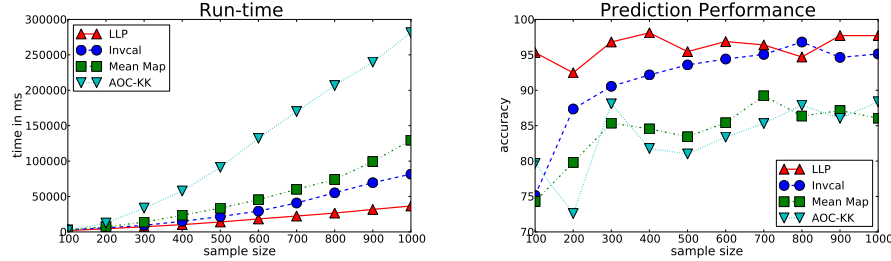 Run-time
300000
250000
200000
150000
100000
50000
0
time in ms
LLP
Invcal
Mean Map
AOC-KK
100 200 300 400 500 600 700 800 900 1000
sample size
Prediction Performance
100
95
90
85
80
75
70
accuracy
LLP
Invcal
Mean Map
AOC-KK
100 200 300 400 500 600 700 800 900 1000
sample size